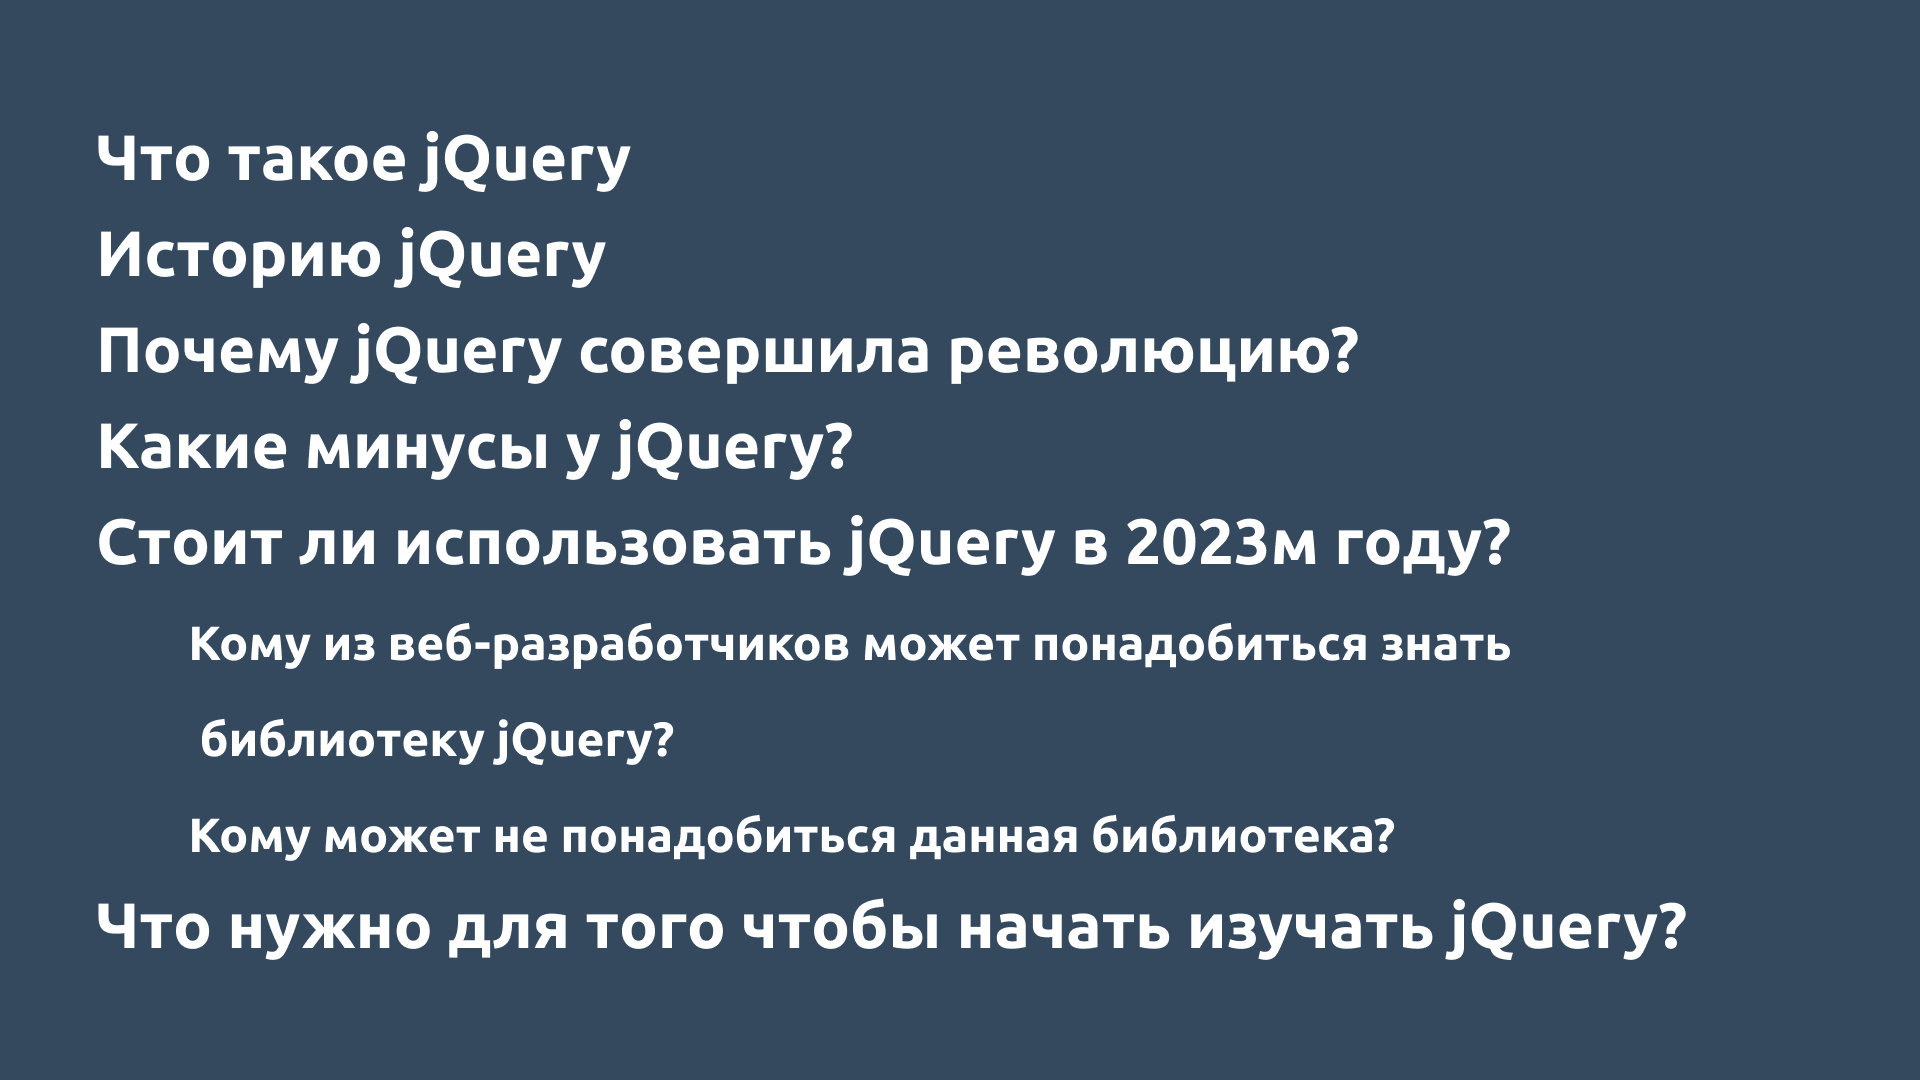 Что такое jQuery
Историю jQuery
Почему jQuery совершила революцию?
Какие минусы у jQuery?
Стоит ли использовать jQuery в 2023м году?
Кому из веб-разработчиков может понадобиться знать
библиотеку jQuery?
Кому может не понадобиться данная библиотека?
Что нужно для того чтобы начать изучать jQuery?